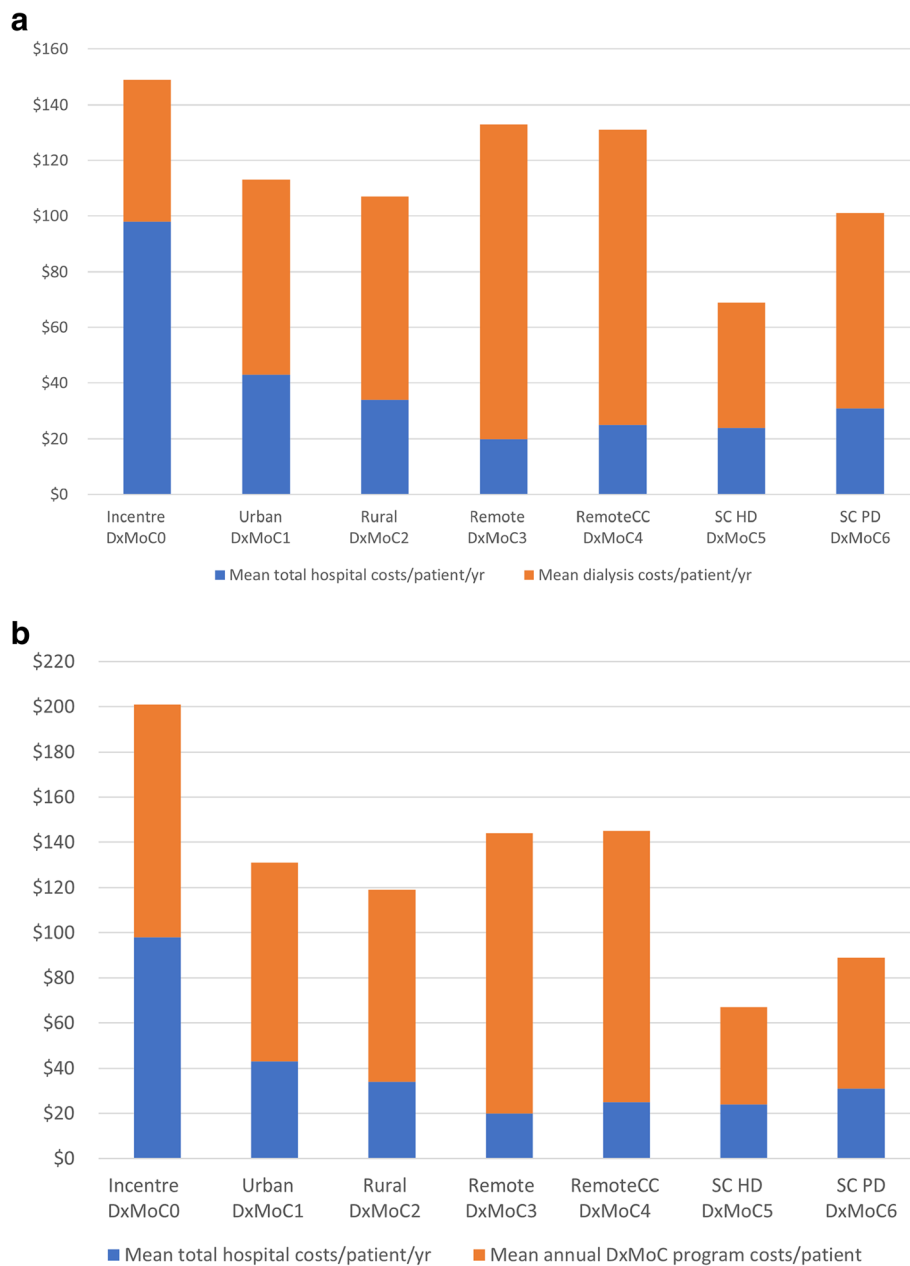 a
$160
$140
$120
$100
$80
$60
$40
$20
$0
Incentre Urban Rural Remote RemoteCC SC HD SC PD
DxMoC0 DxMoC1 DxMoC2 DxMoC3 DxMoC4 DxMoC5 DxMoC6
Mean total hospital costs/patient/yr Mean dialysis costs/patient/yr
b
$220
$200
$180
$160
$140
$120
$100
$80
$60
$40
$20
$0
Incentre Urban Rural Remote RemoteCC SC HD SC PD
DxMoC0 DxMoC1 DxMoC2 DxMoC3 DxMoC4 DxMoC5 DxMoC6
Mean total hospital costs/patient/yr Mean annual DxMoC program costs/patient